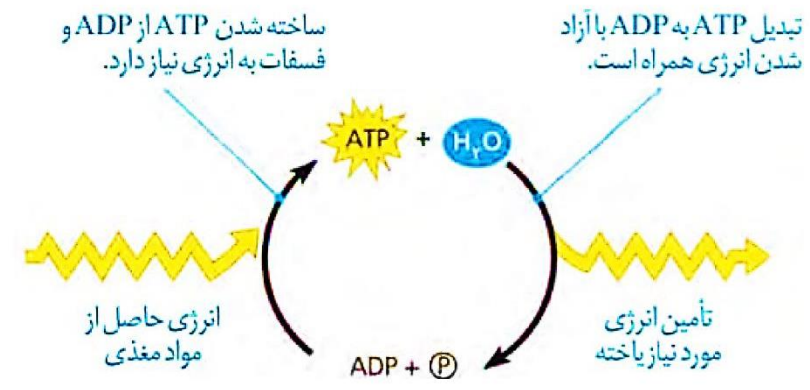 تبدیل ATP به ADP با آزاد
شدن انرژی همراه است.
ساخته شدن ATP از ADP و
فسفات به انرژی نیاز دارد.
ATP + H۲O
انرژی حاصل از
مواد مغذی
تأمین انرژی
مورد نیاز یاخته
ADP + P